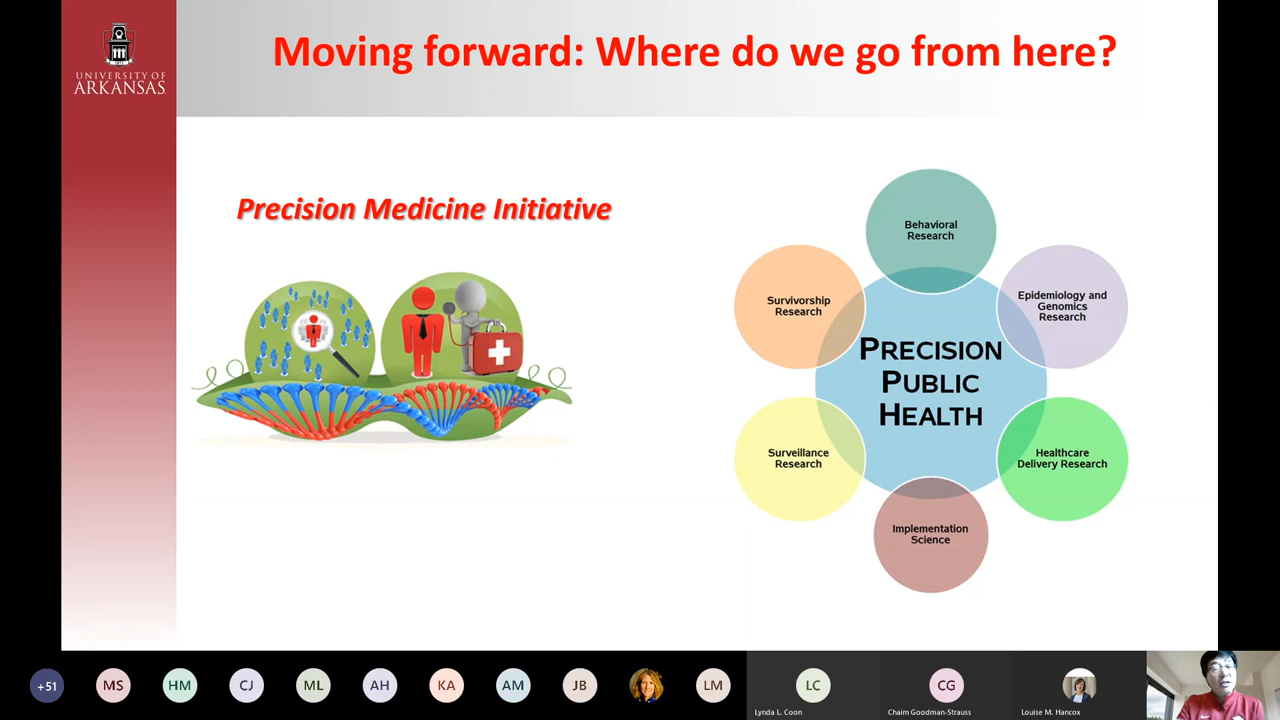 UNIVERSITY OF
ARKANSAS
Moving forward: Where do we go from here?
Precision Medicine Initiative
Behavioral
Research
Survivorship
Research
Epidemiology and
Genomics
Research
PRECISION
PUBLIC
HEALTH
Surveillance
Research
Healthcare
Delivery Research
Implementation
Science
+51
MS
HM
CJ
ML
AH
KA
AM
JB
LM
LC
CG
Lynda L. Coon
Chaim Goodman-Strauss
Louise M. Hancox